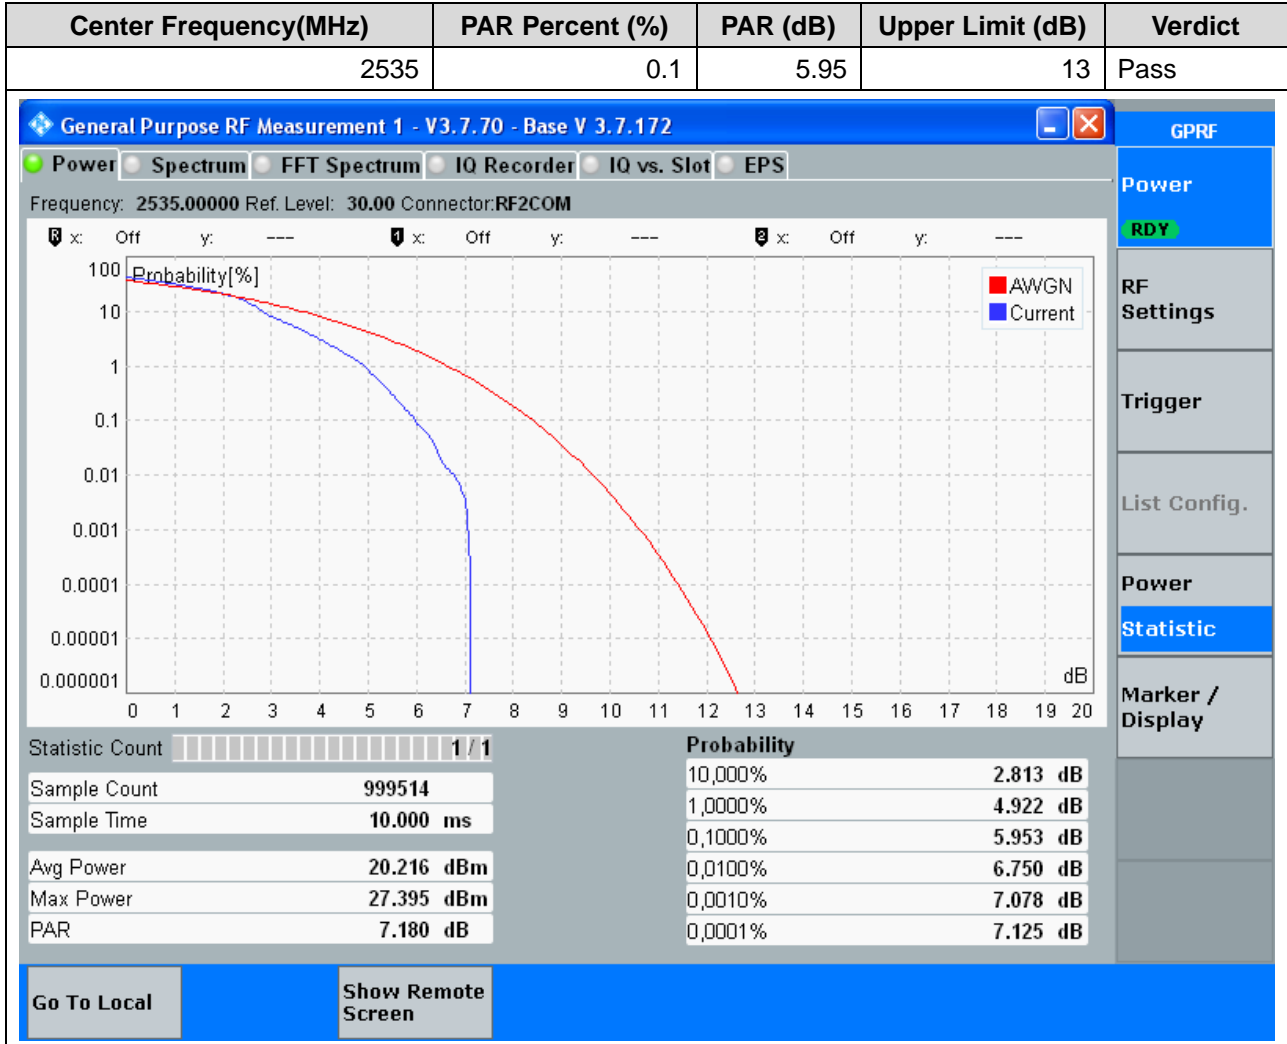 Center Frequency(MHz) PAR Percent (%) PAR (dB) Upper Limit (dB) Verdict
2535 0.1 5.95 13 Pass
General Purpose RF Measurement 1 - V3.7.70 - Base V 3.7.172
GPRF
Power Spectrum FFT Spectrum IQ Recorder IQ vs. Slot EPS
Frequency: 2535.00000 Ref. Level: 30.00 Connector:RF2COM
R x: Off y: --- 1 x: Off y: --- 2 x: Off y: ---
Probability[%]
AWGN
Current
100
10
1
0.1
0.01
0.001
0.0001
0.00001
0.000001
dB
0 1 2 3 4 5 6 7 8 9 10 11 12 13 14 15 16 17 18 19 20
Statistic Count 1 / 1
Sample Count 999514
Sample Time 10.000 ms
Avg Power 20.216 dBm
Max Power 27.395 dBm
PAR 7.180 dB
Probability
10,000% 2.813 dB
1,0000% 4.922 dB
0,1000% 5.953 dB
0,0100% 6.750 dB
0,0010% 7.078 dB
0,0001% 7.125 dB
Power
RDY
RF
Settings
Trigger
List Config.
Power
Statistic
Marker /
Display
Go To Local
Show Remote
Screen